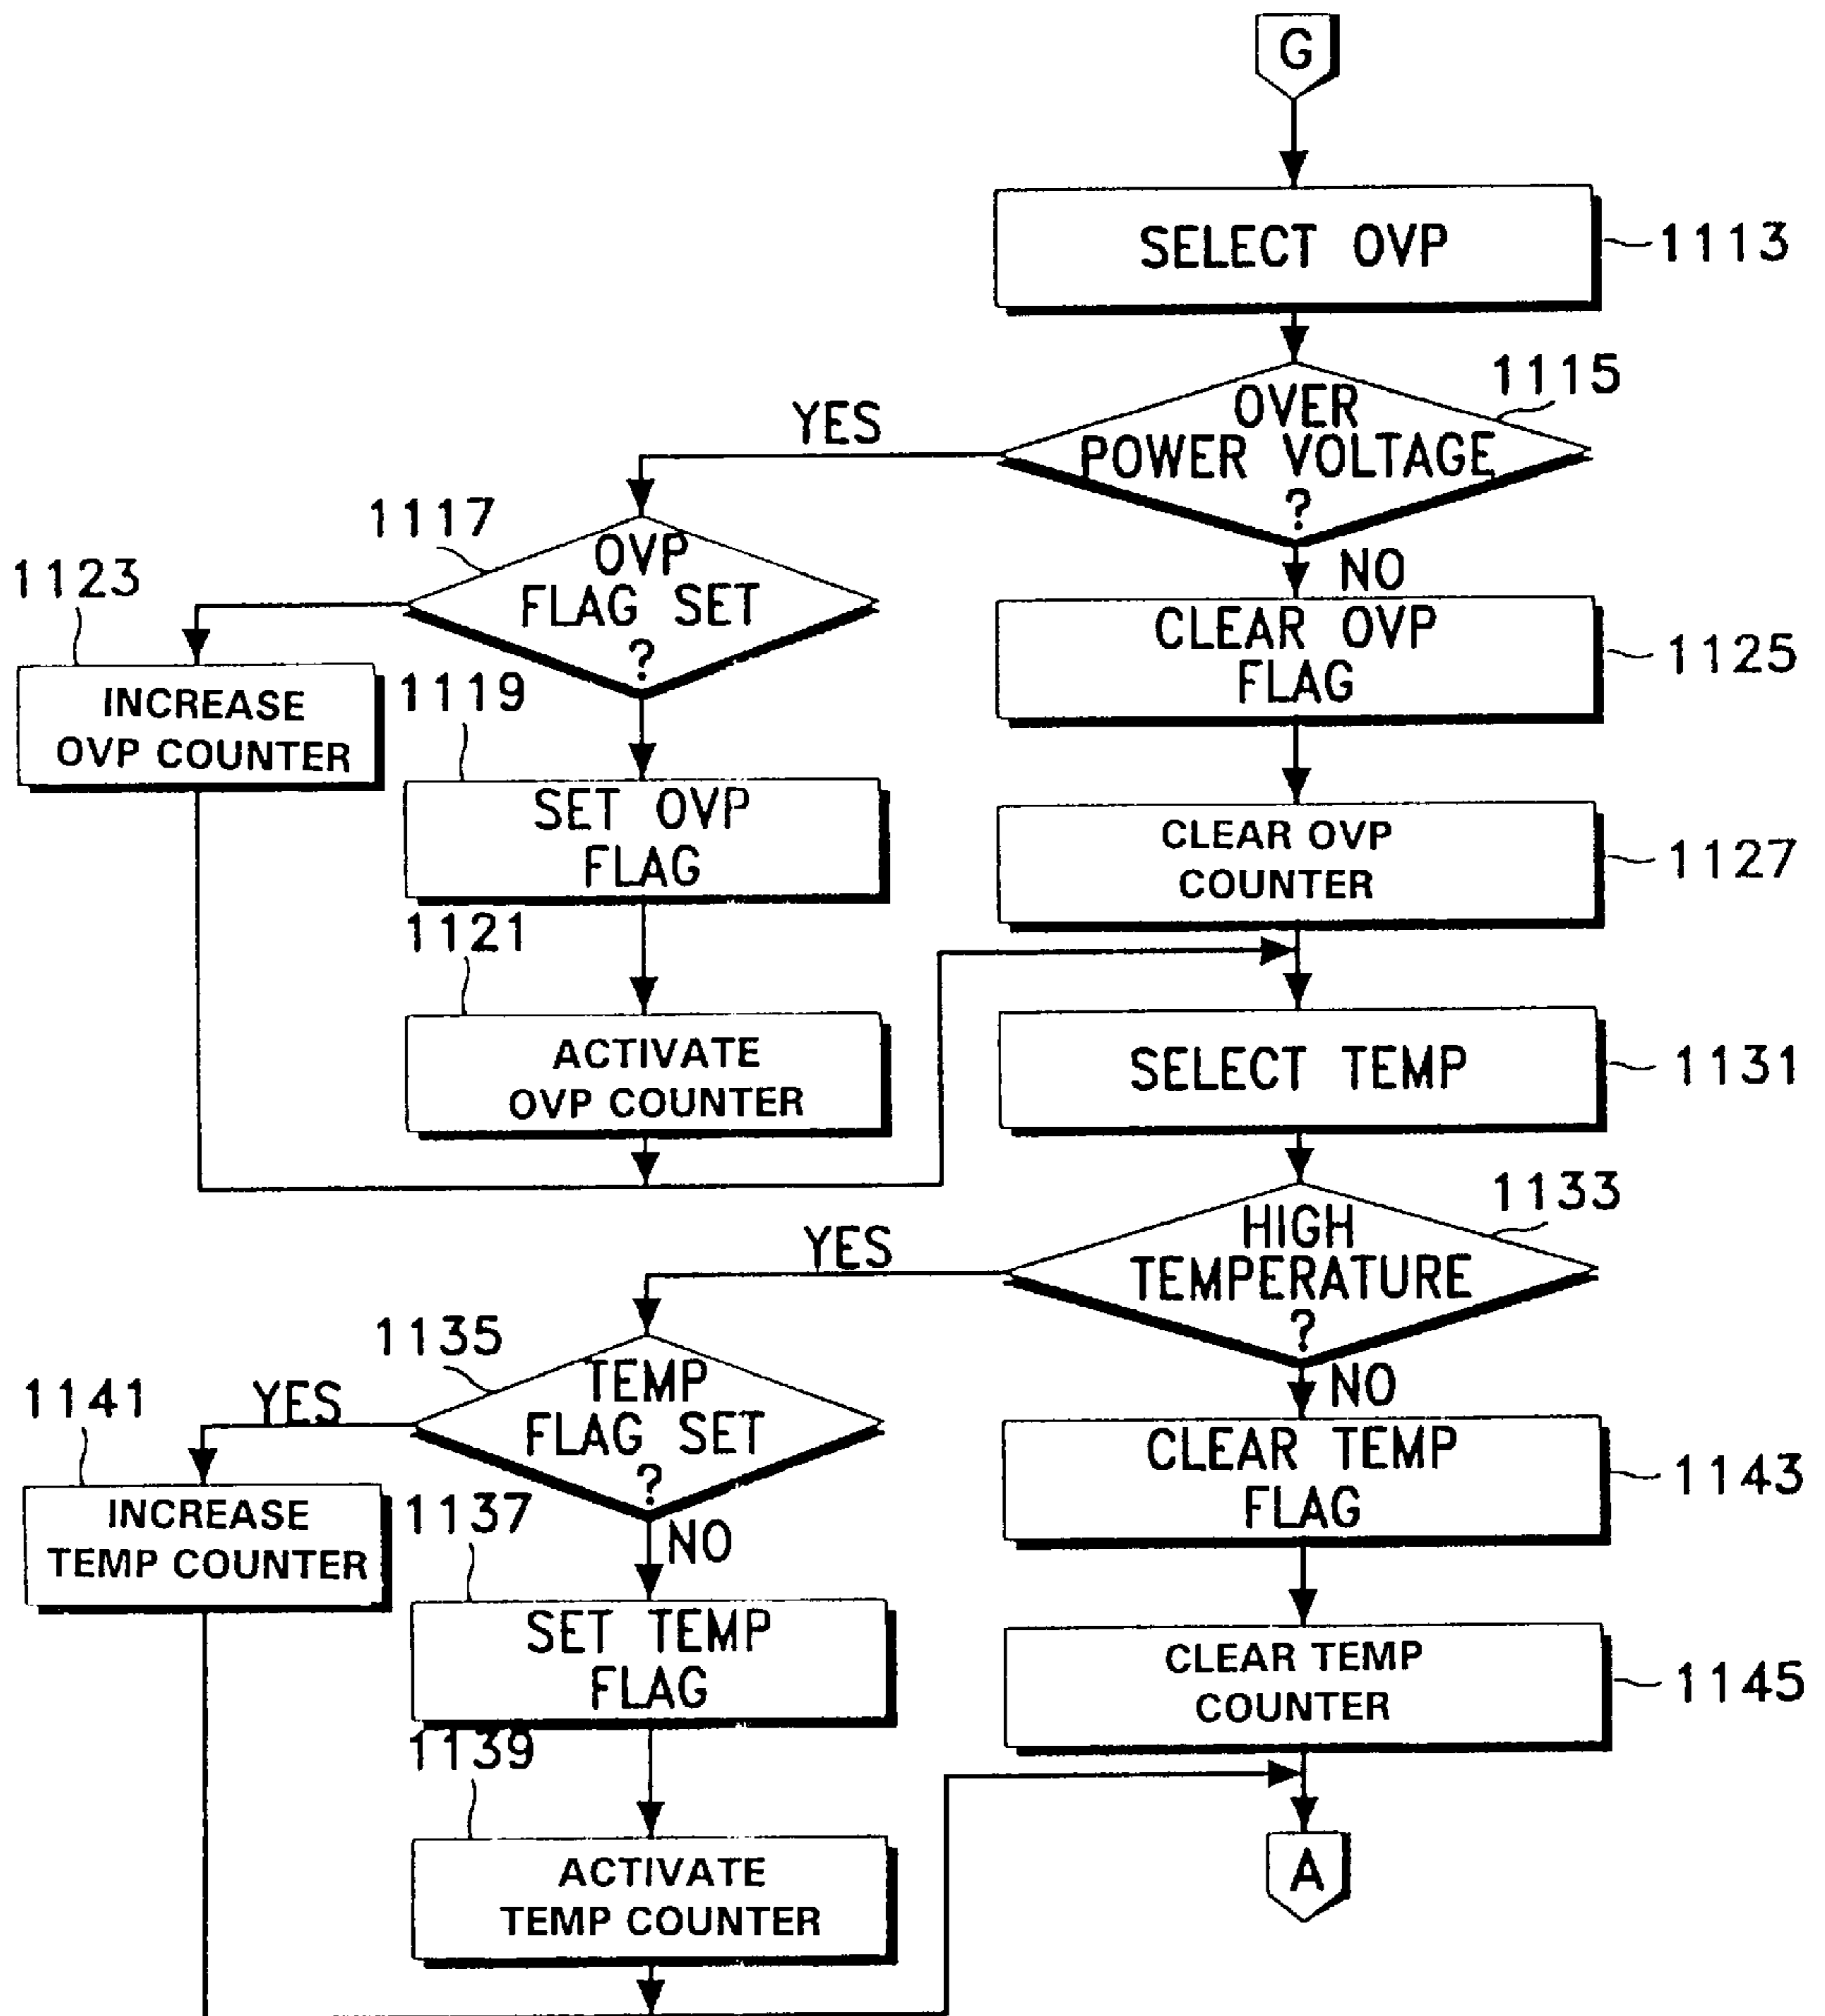 G
SELECT OVP
1113
1115
OVER
POWER VOLTAGE
?
YES
NO
1117
OVP
FLAG SET
?
1123
INCREASE
OVP COUNTER
1119
SET OVP
FLAG
CLEAR OVP
FLAG
1125
CLEAR OVP
COUNTER
1127
1121
ACTIVATE
OVP COUNTER
SELECT TEMP
1131
1133
HIGH
TEMPERATURE
?
YES
NO
1135
TEMP
FLAG SET
?
YES
NO
1141
INCREASE
TEMP COUNTER
1137
SET TEMP
FLAG
CLEAR TEMP
FLAG
1143
CLEAR TEMP
COUNTER
1145
1139
ACTIVATE
TEMP COUNTER
A